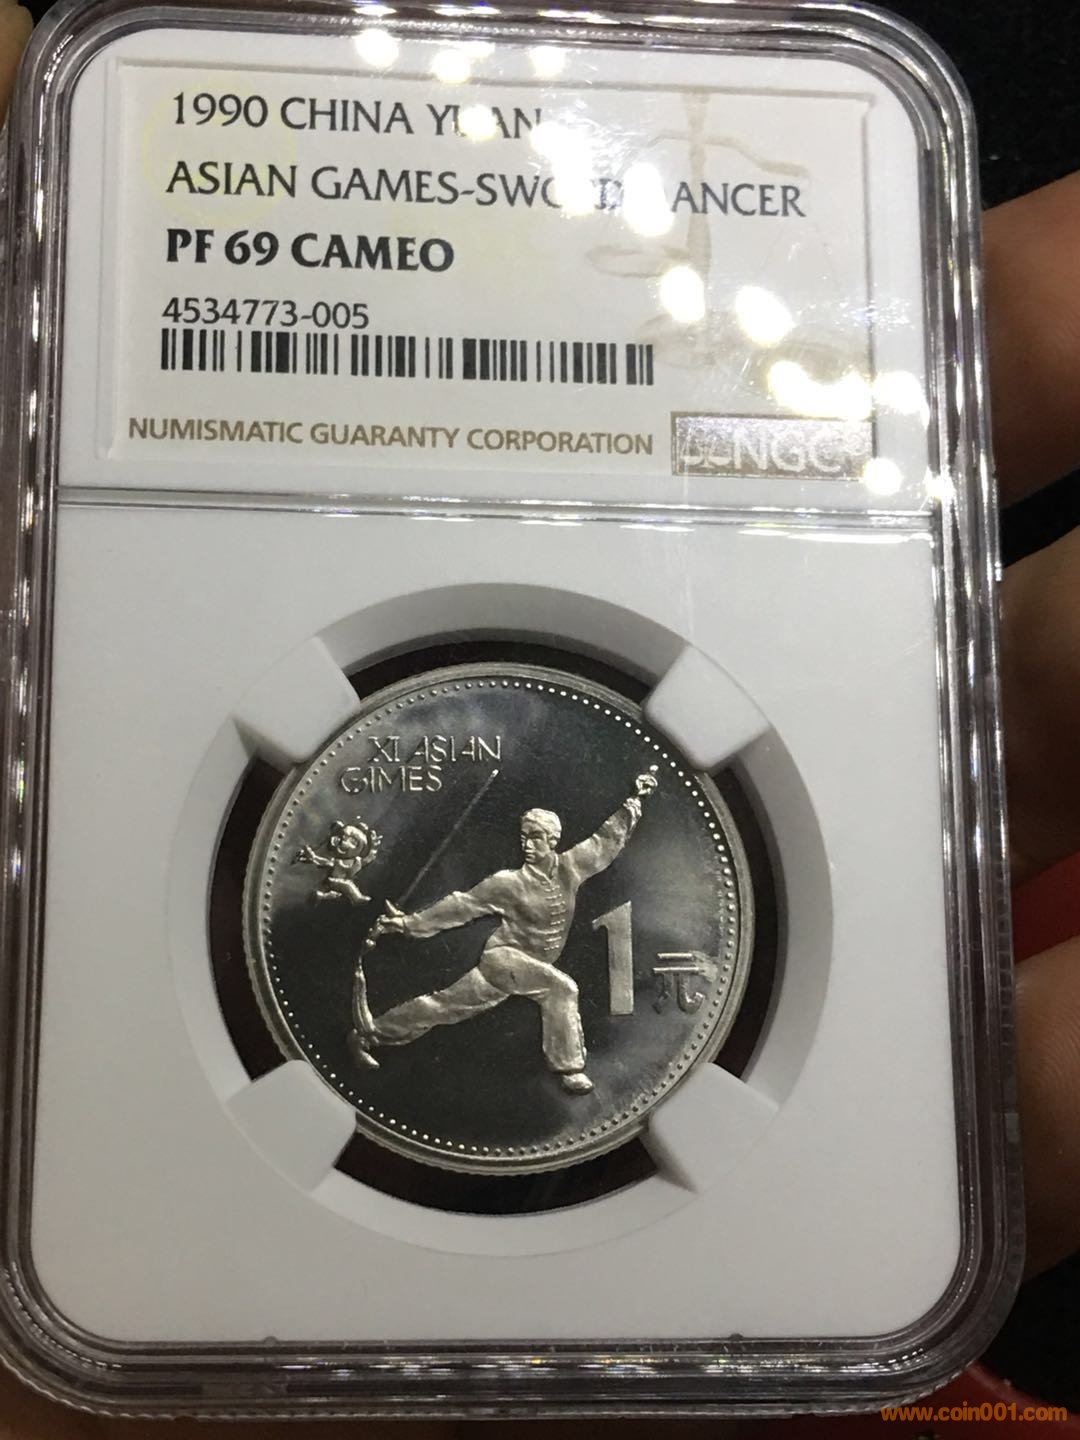 1990 CHINA YUAN
ASIAN GAMES-SWORD DANCER
PF 69 CAMEO
4534773-005
NUMISMATIC GUARANTY CORPORATION
NGC
XI ASIAN
GAMES
1元
www.coin001.com